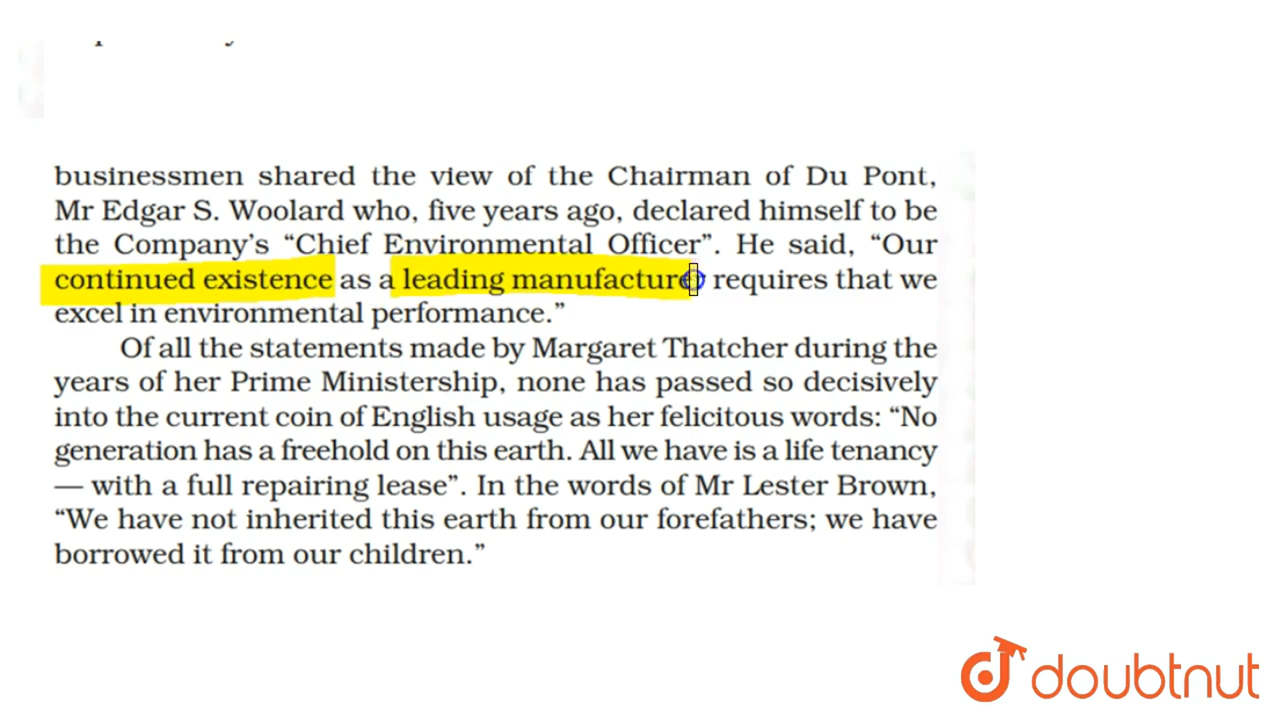 businessmen shared the view of the Chairman of Du Pont,
Mr Edgar S. Woolard who, five years ago, declared himself to be
the Company's “Chief Environmental Officer”. He said, “Our
continued existence as a leading manufacturer requires that we
excel in environmental performance.”
Of all the statements made by Margaret Thatcher during the
years of her Prime Ministership, none has passed so decisively
into the current coin of English usage as her felicitous words: “No
generation has a freehold on this earth. All we have is a life tenancy
— with a full repairing lease”. In the words of Mr Lester Brown,
“We have not inherited this earth from our forefathers; we have
borrowed it from our children.”
doubtnut